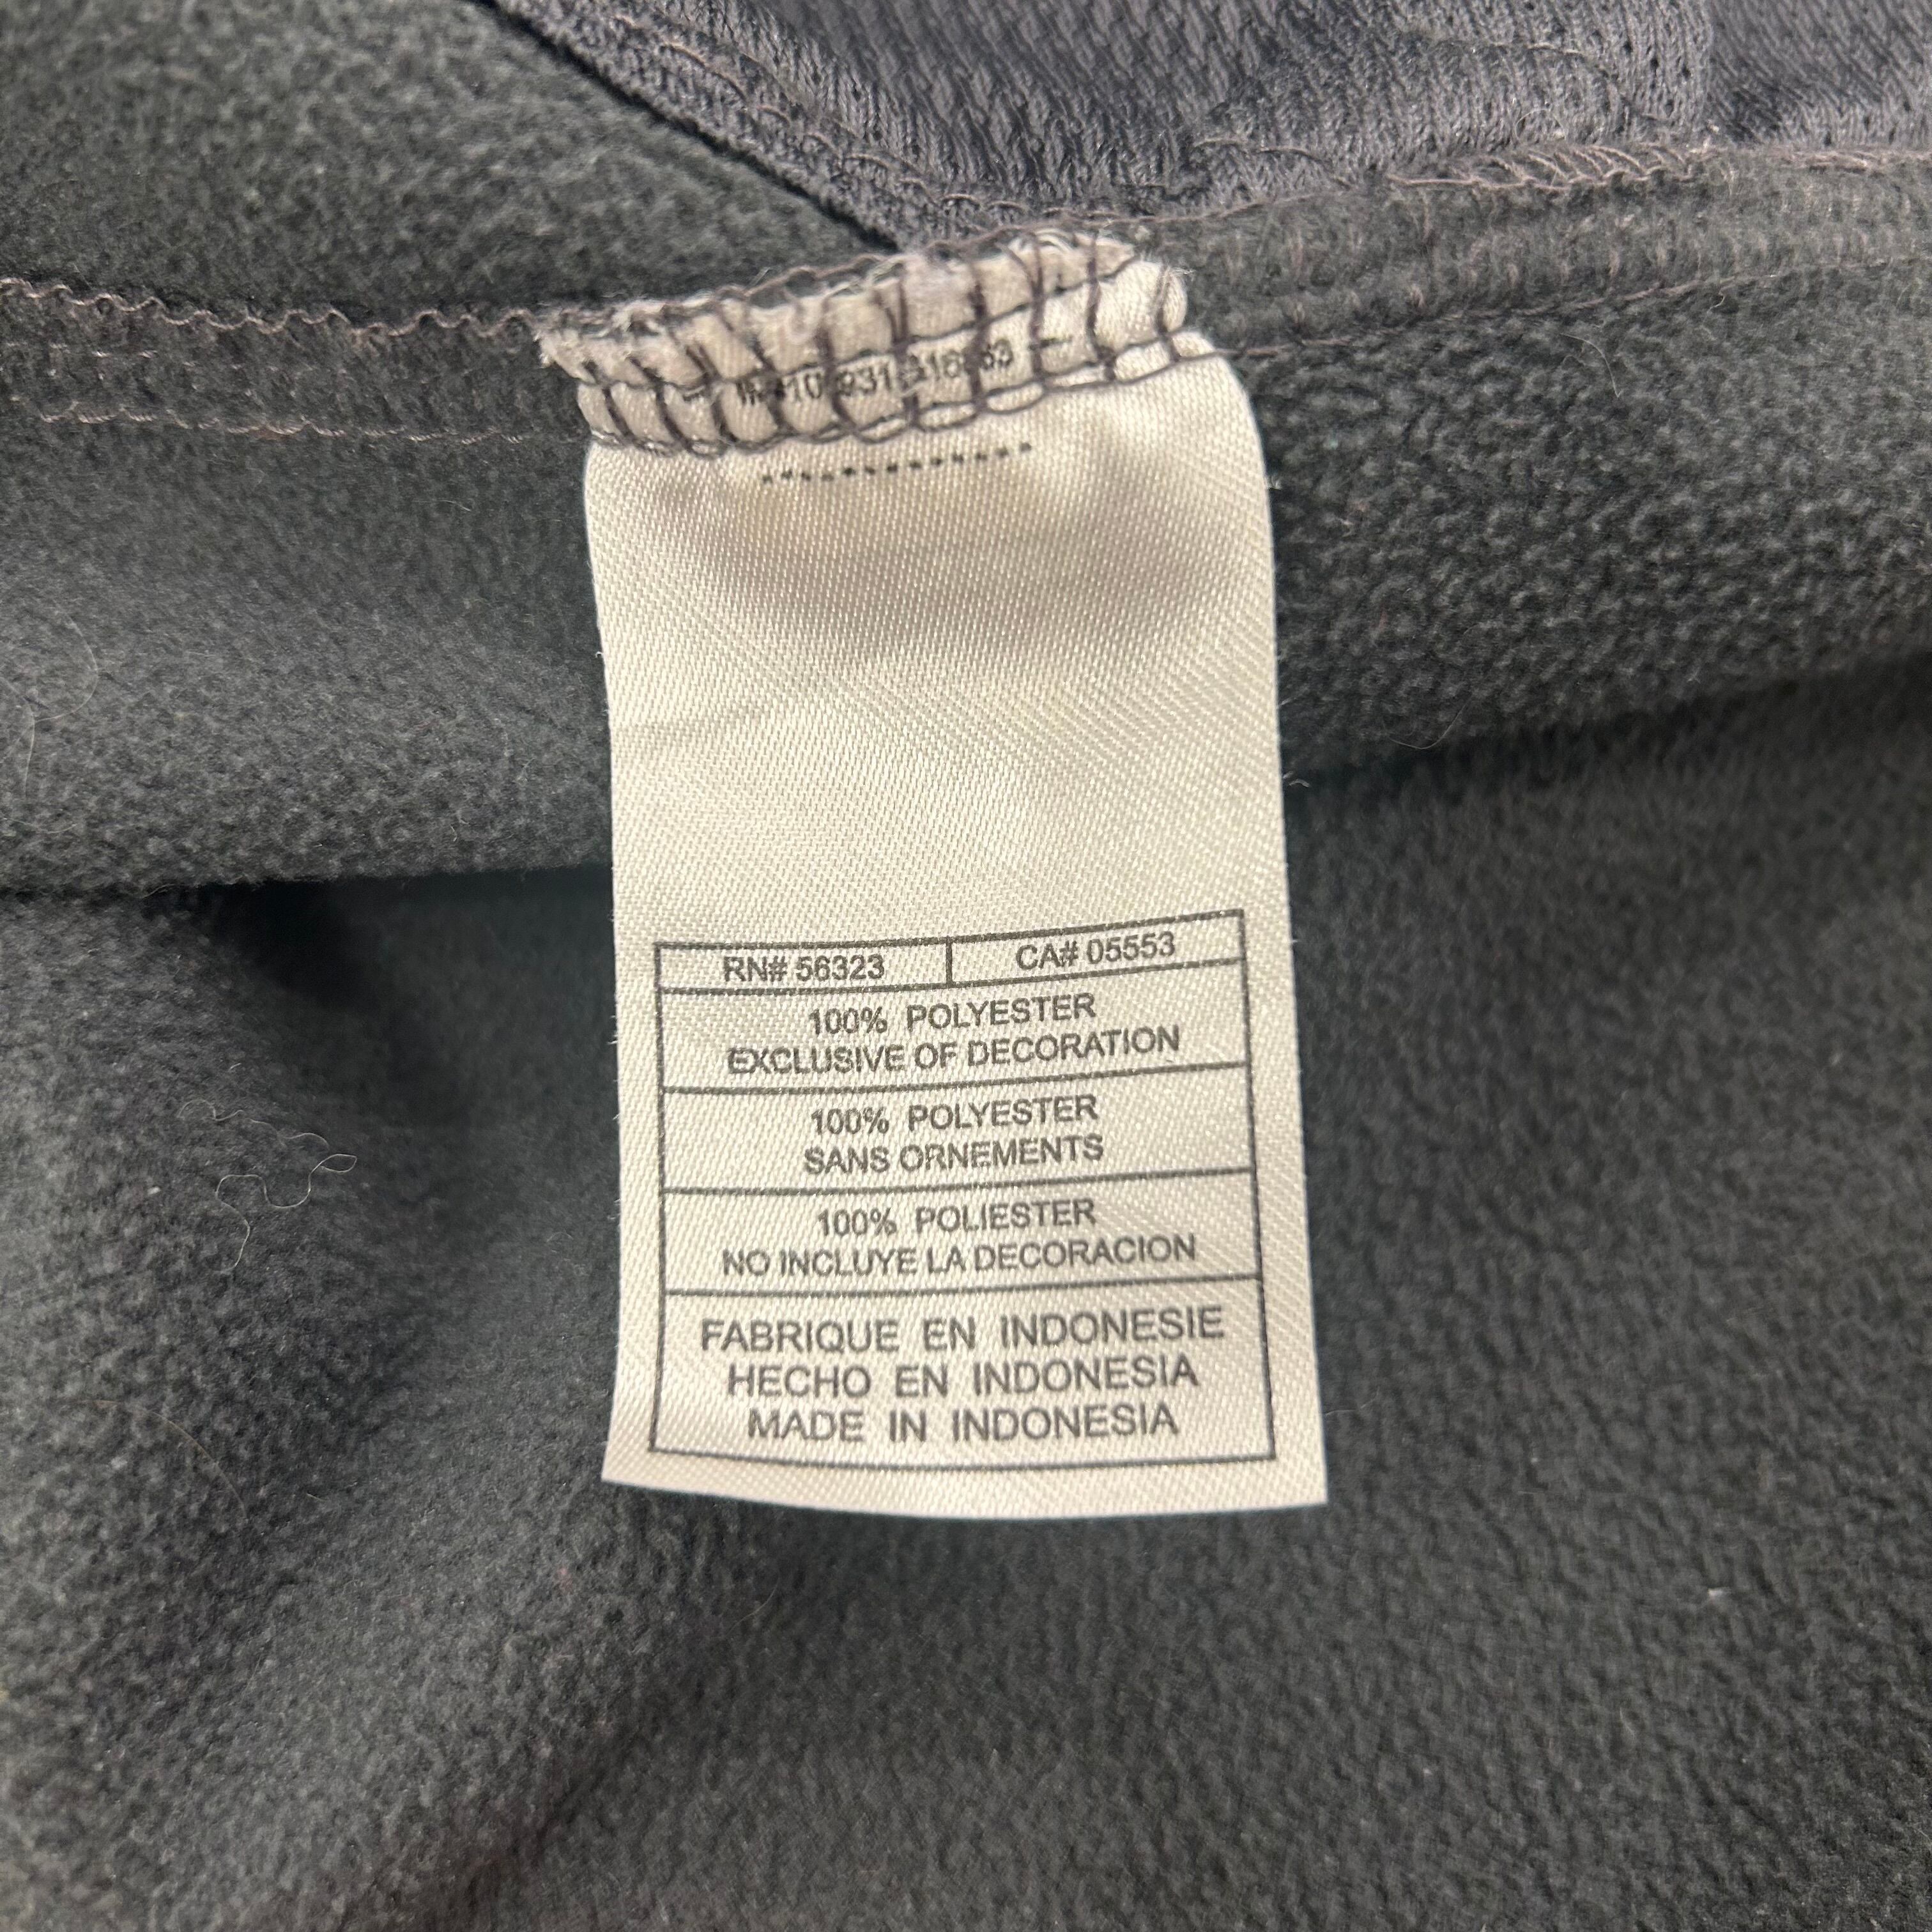 RN# 56323 CA# 05553
100% POLYESTER
EXCLUSIVE OF DECORATION
100% POLYESTER
SANS ORNEMENTS
100% POLIESTER
NO INCLUYE LA DECORACION
FABRIQUE EN INDONESIE
HECHO EN INDONESIA
MADE IN INDONESIA